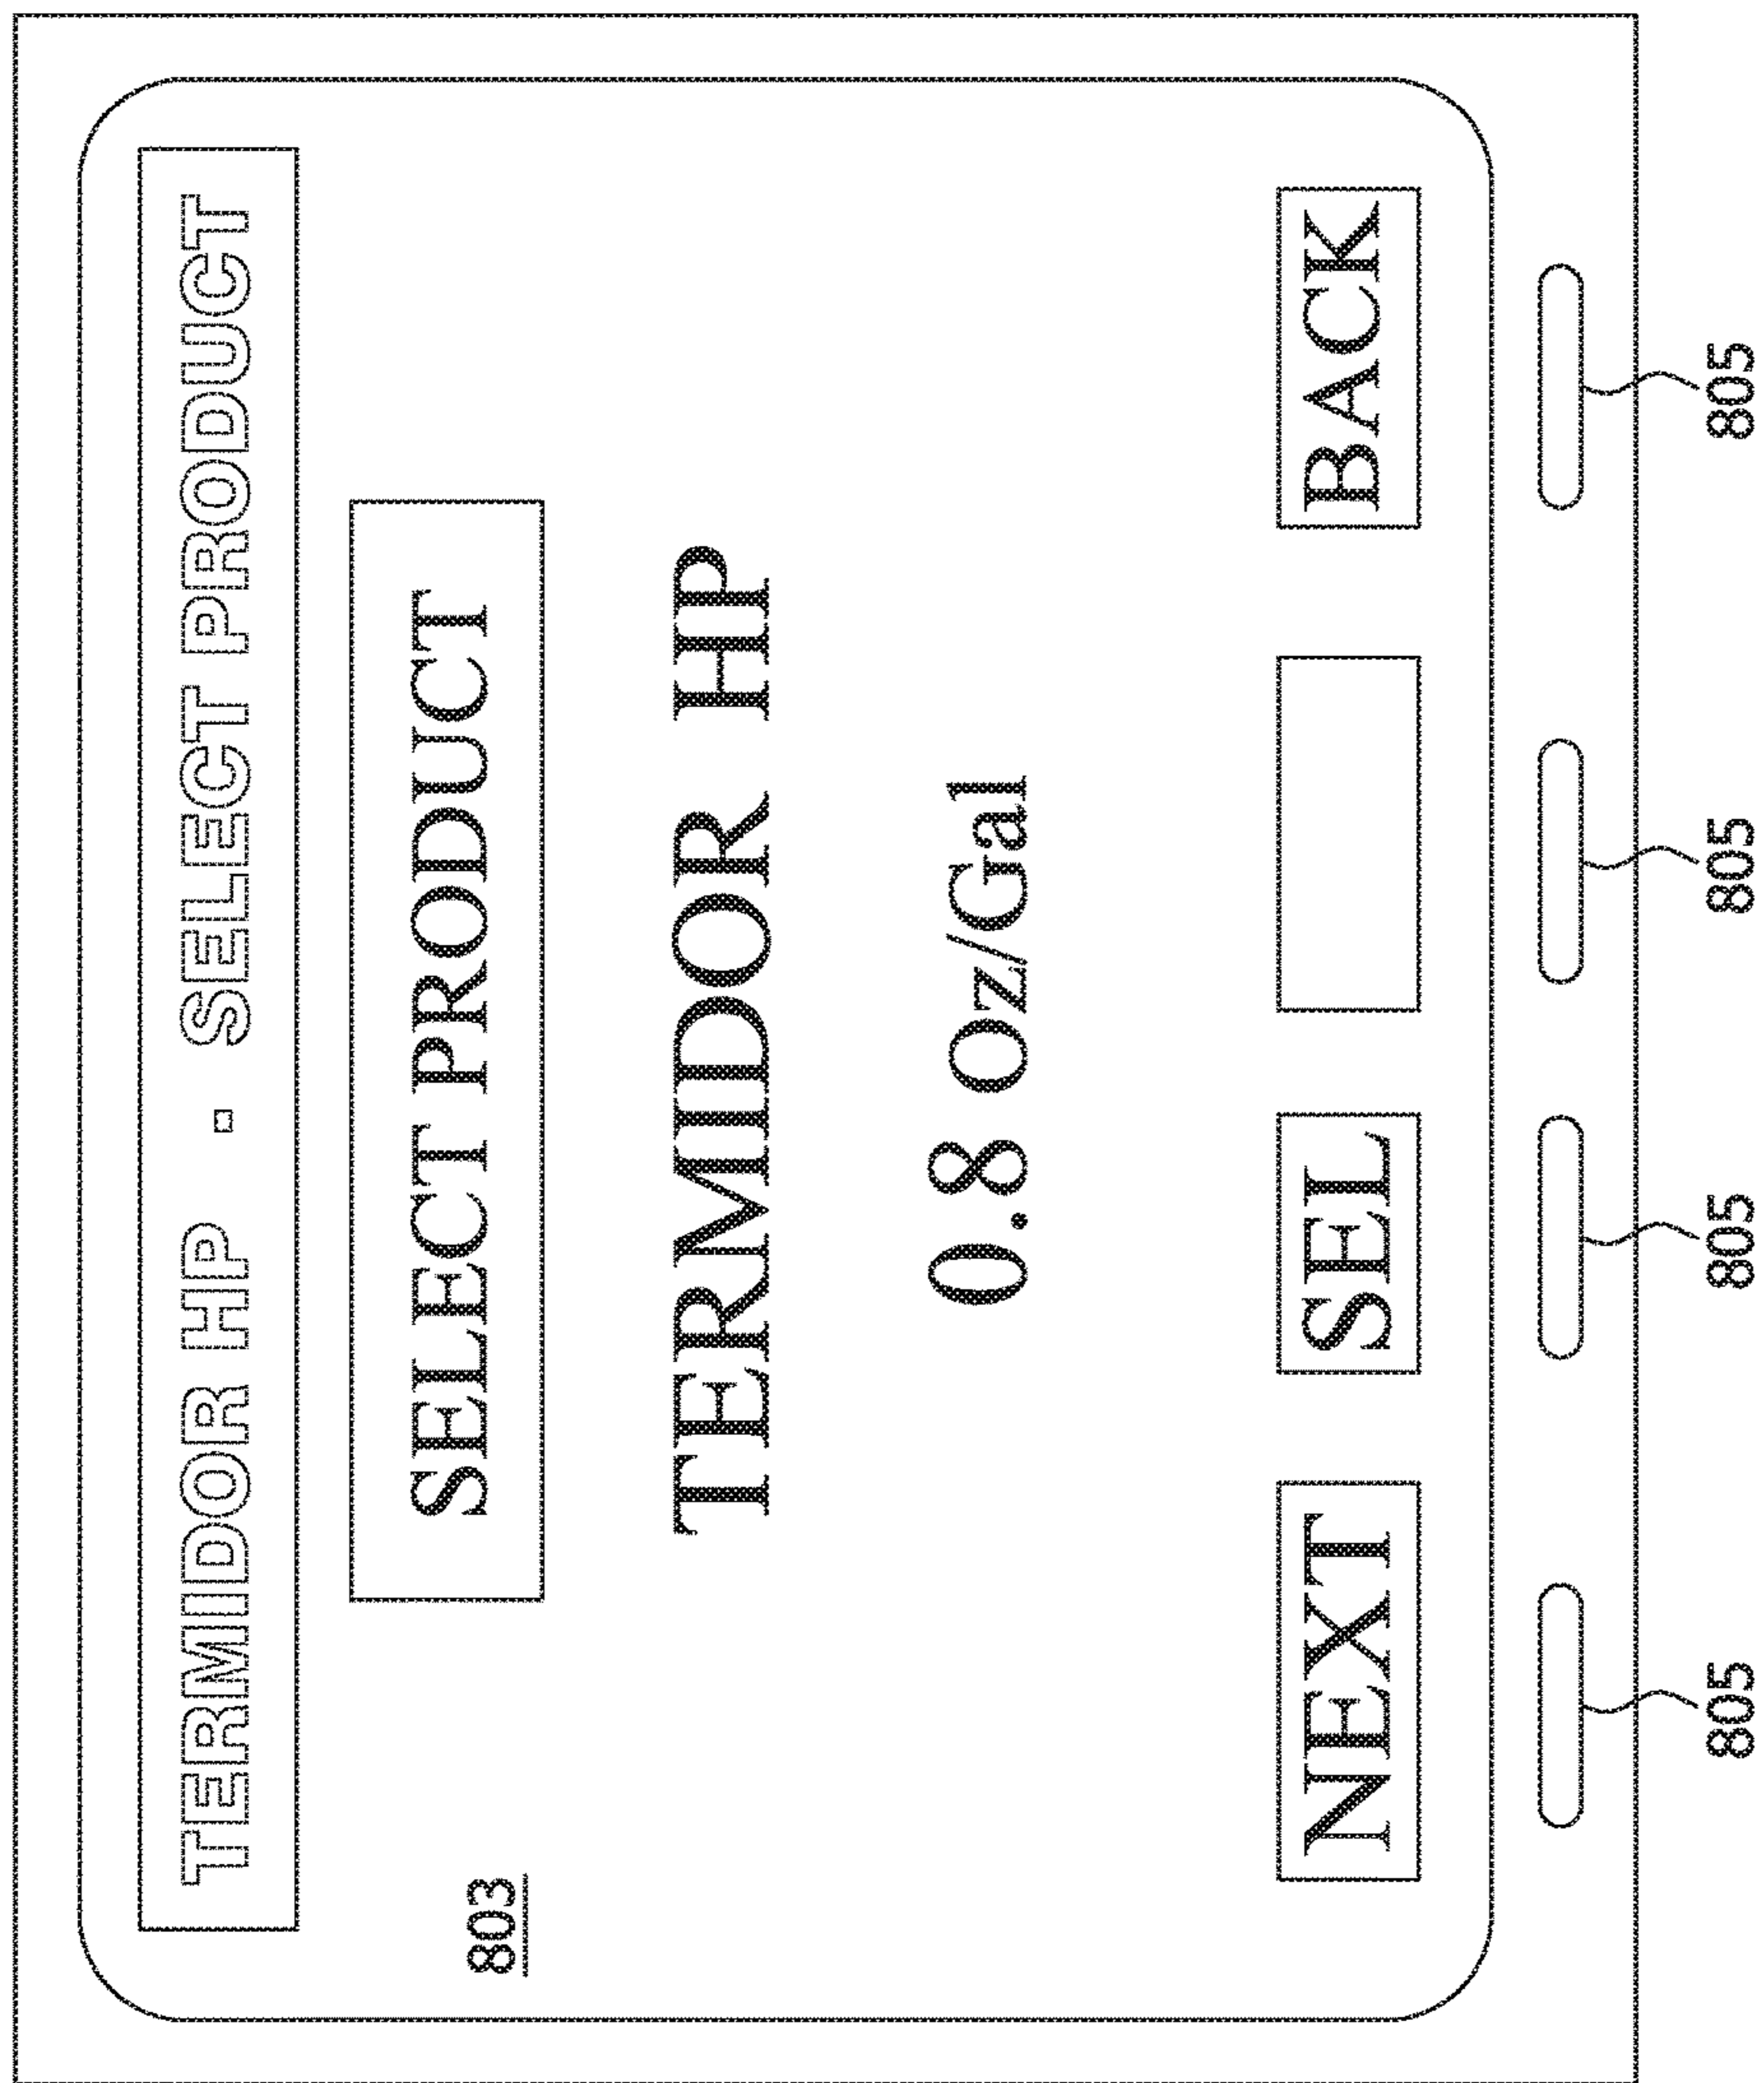 TERMIDOR HP - SELECT PRODUCT
803
SELECT PRODUCT
TERMIDOR HP
0.8 Oz/Gal
NEXT SEL BACK
805 805 805 805